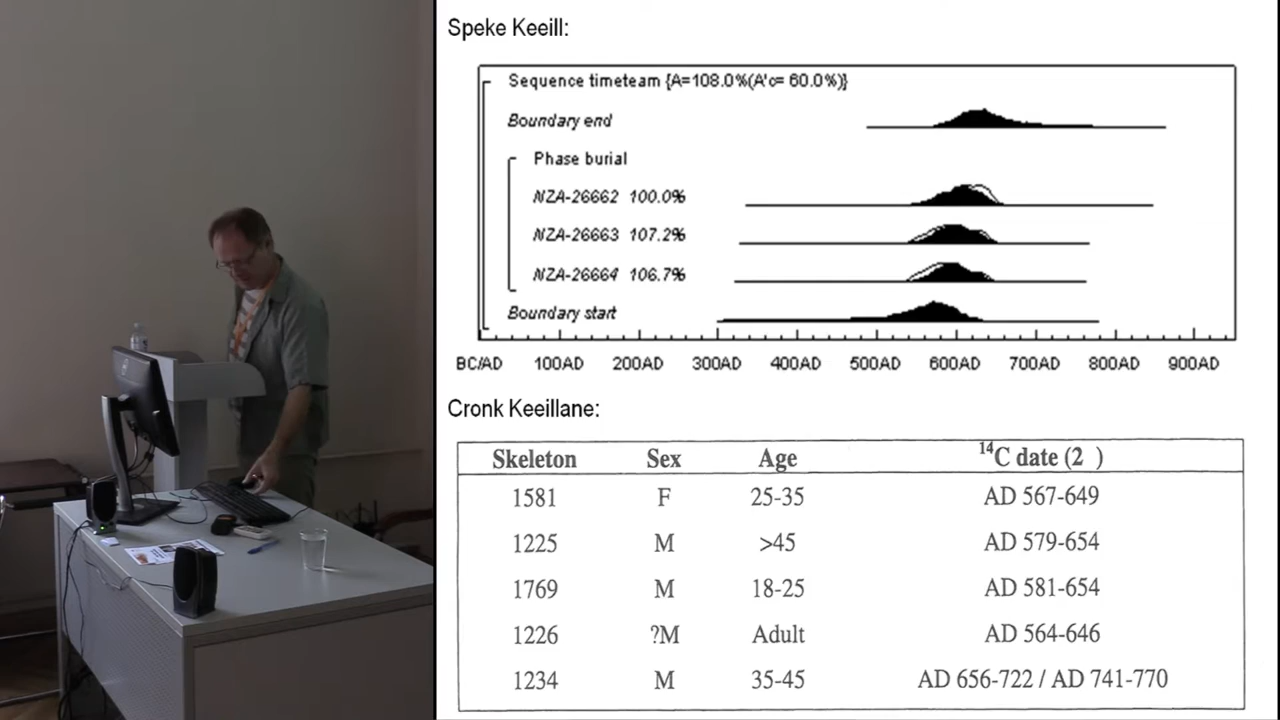 Speke Keeill:
Sequence timeteam {A=108.0%(A'c= 60.0%)}
Boundary end
Phase burial
NZA-26662 100.0%
NZA-26663 107.2%
NZA-26664 106.7%
Boundary start
BC/AD 100AD 200AD 300AD 400AD 500AD 600AD 700AD 800AD 900AD
Cronk Keeillane:
Skeleton Sex Age 14C date (2 )
1581 F 25-35 AD 567-649
1225 M >45 AD 579-654
1769 M 18-25 AD 581-654
1226 ?M Adult AD 564-646
1234 M 35-45 AD 656-722 / AD 741-770